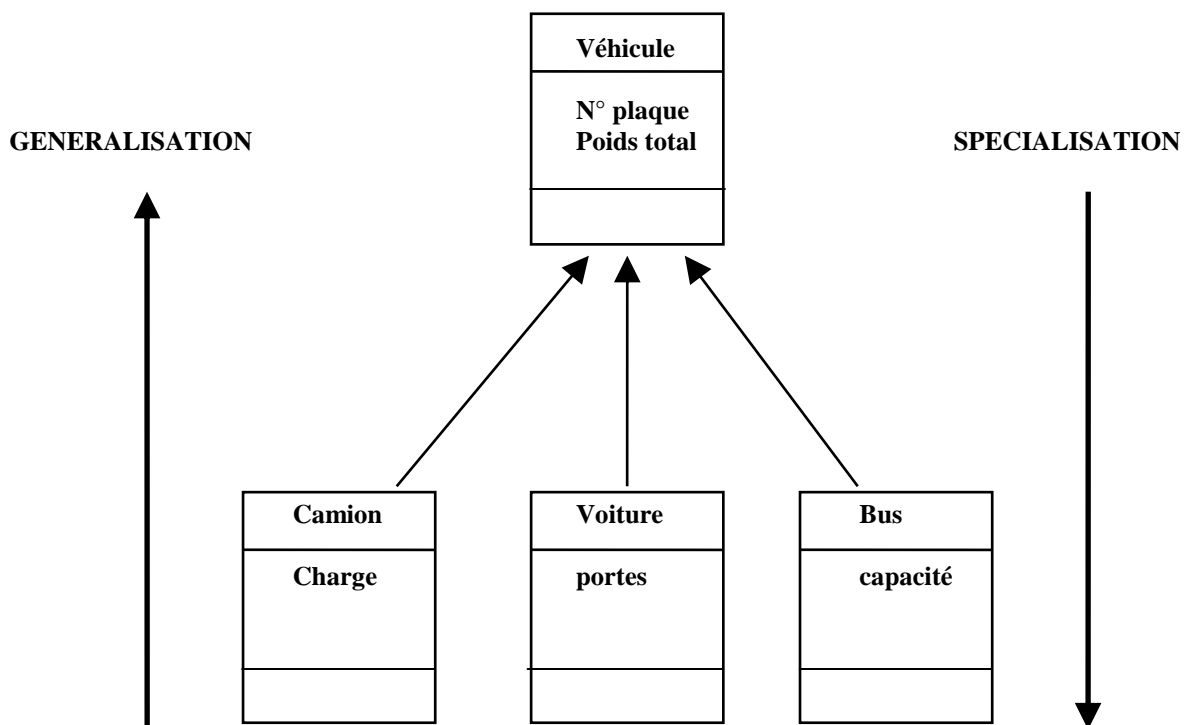 Véhicule
N° plaque
Poids total
GENERALISATION
SPECIALISATION
Camion
Voiture
Bus
Charge
portes
capacité